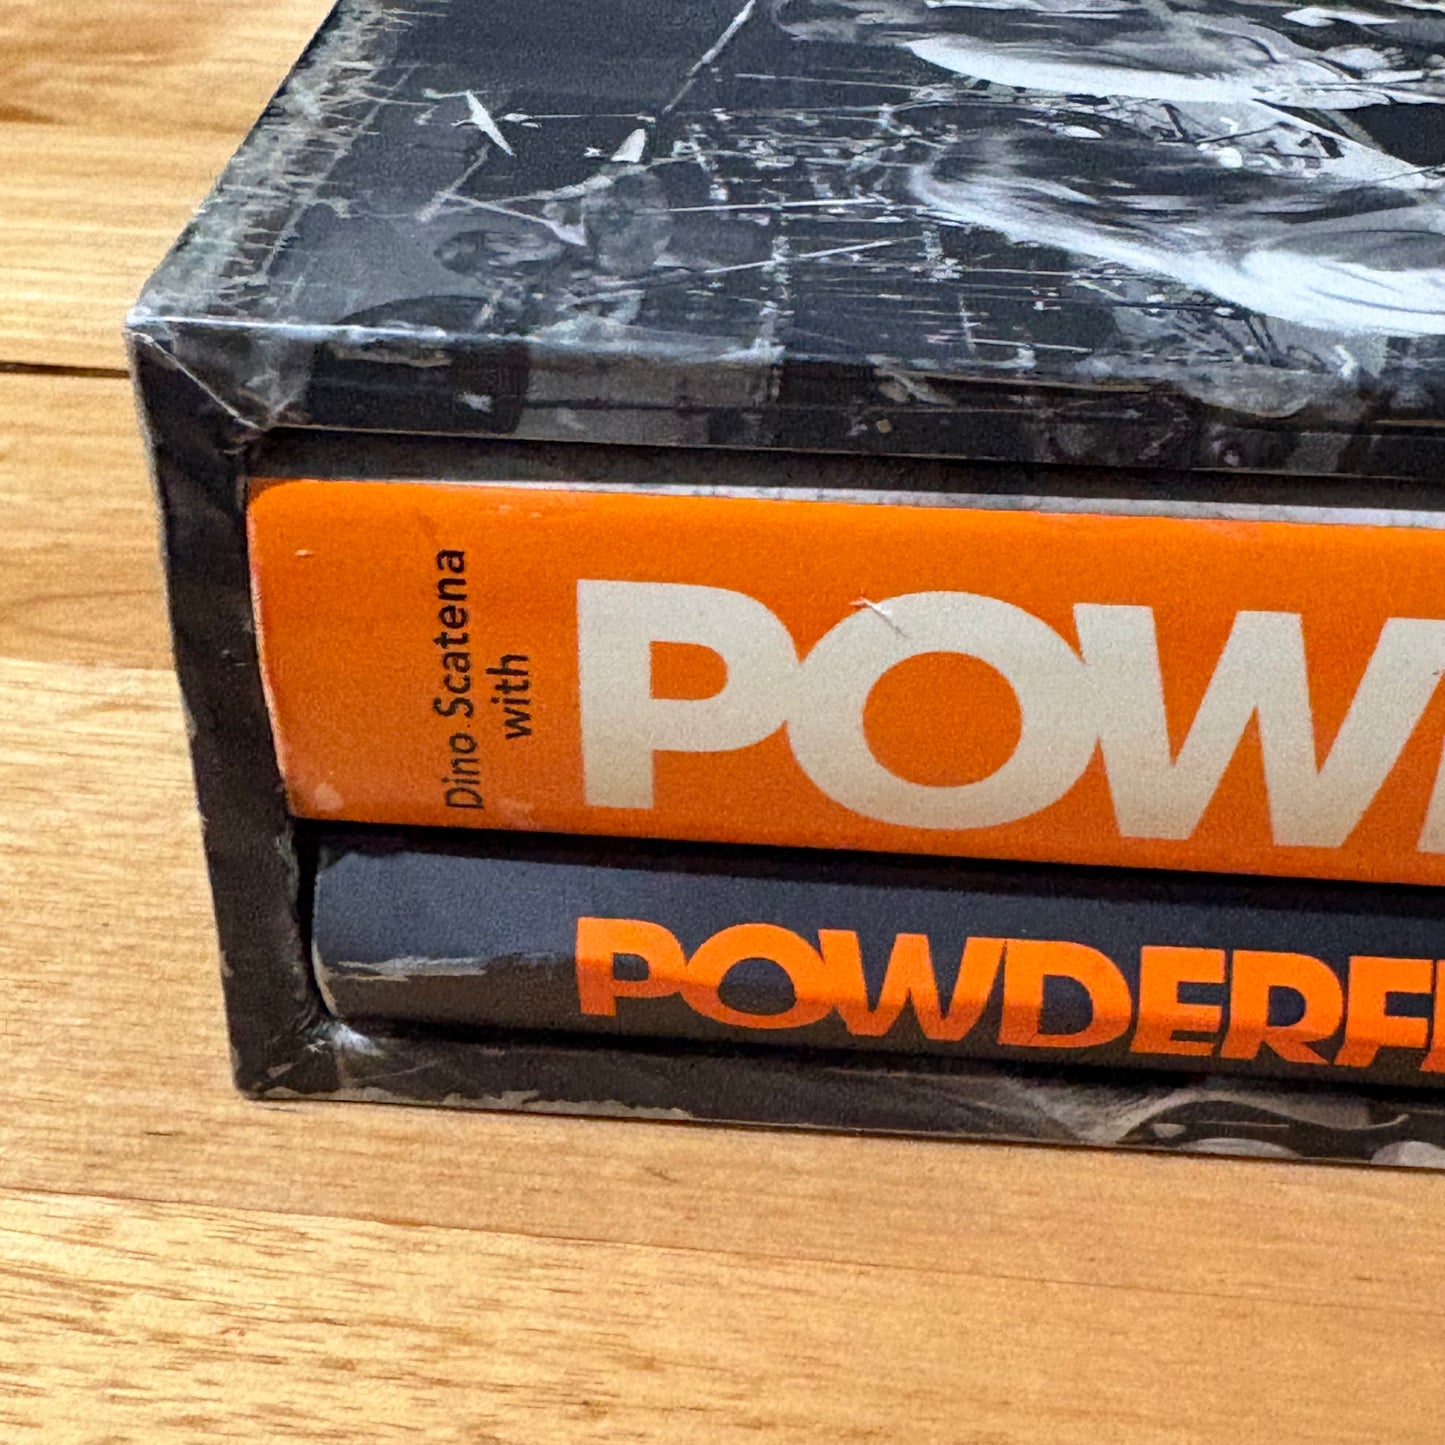 Dino Scatena
with
POW
POWDERF